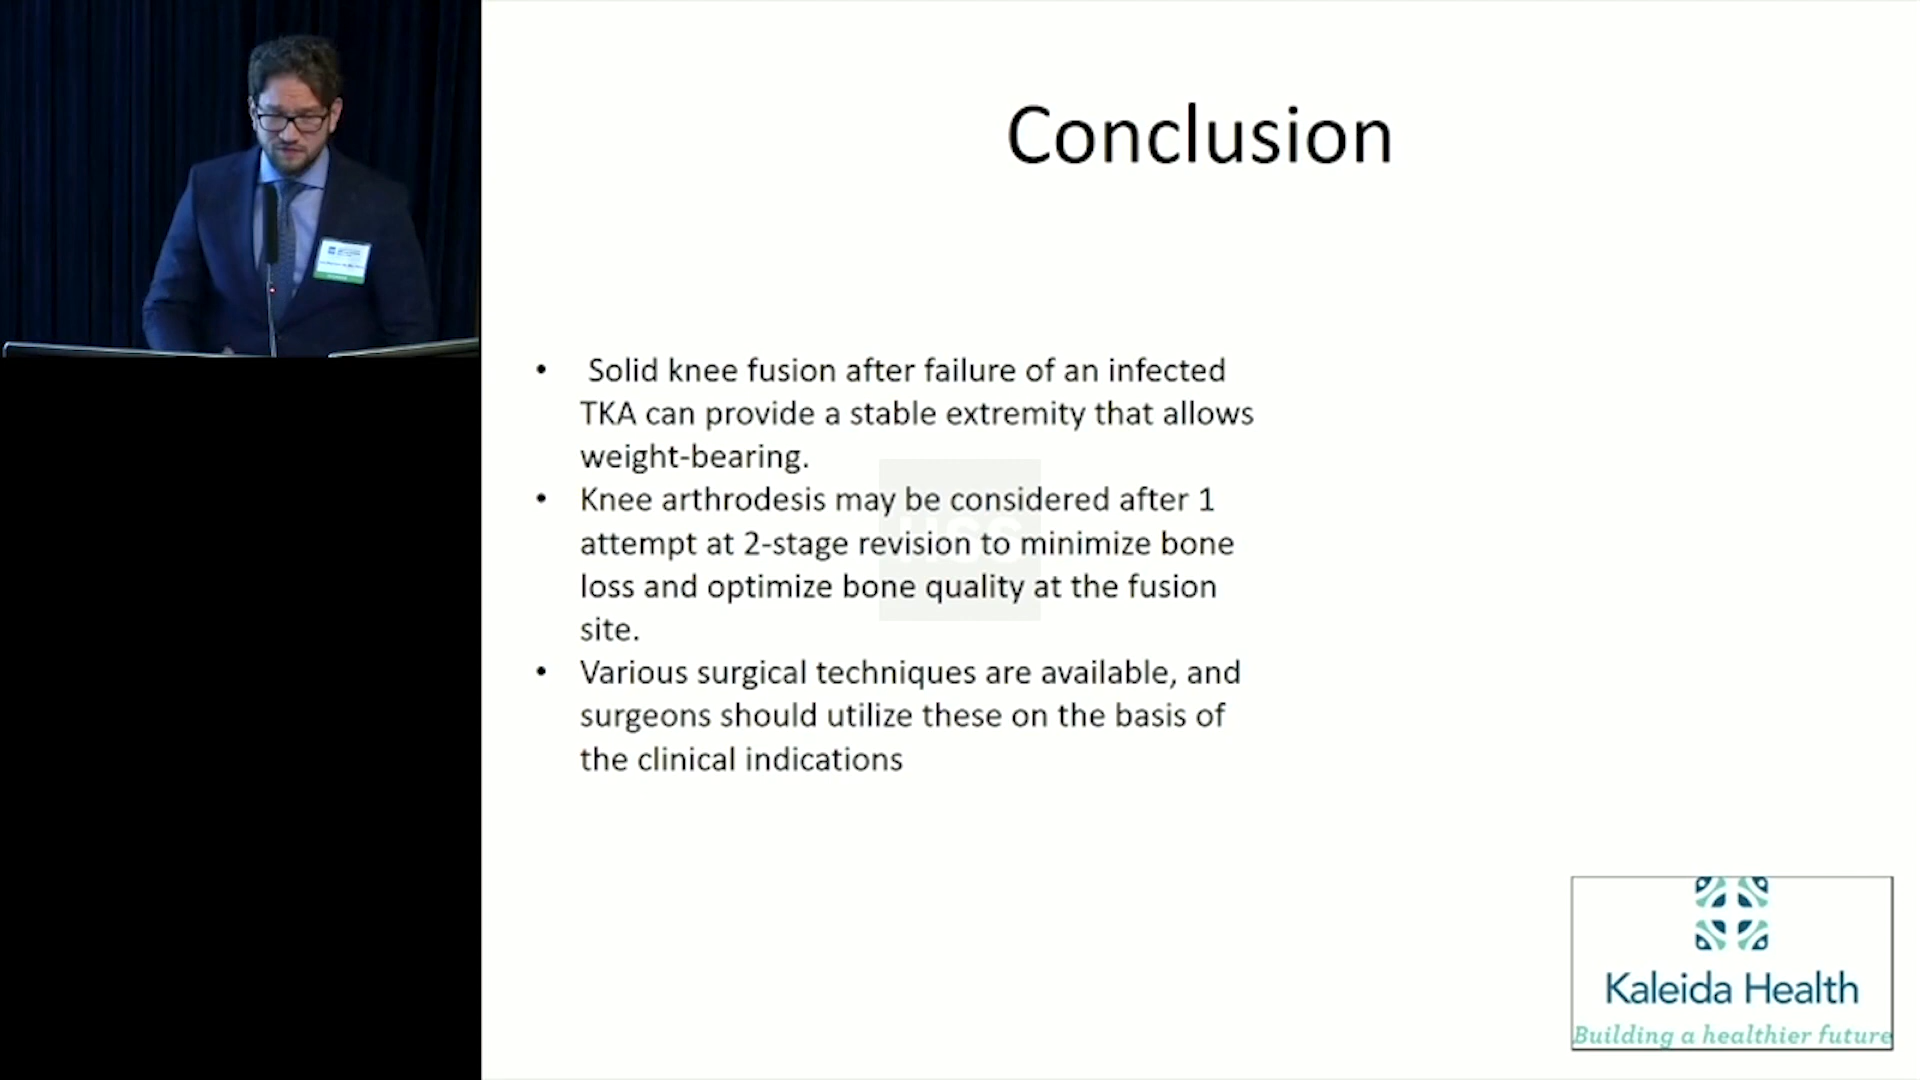 Conclusion
• Solid knee fusion after failure of an infected
TKA can provide a stable extremity that allows
weight-bearing.
• Knee arthrodesis may be considered after 1
attempt at 2-stage revision to minimize bone
loss and optimize bone quality at the fusion
site.
• Various surgical techniques are available, and
surgeons should utilize these on the basis of
the clinical indications
HSS
Kaleida Health
Building a healthier future